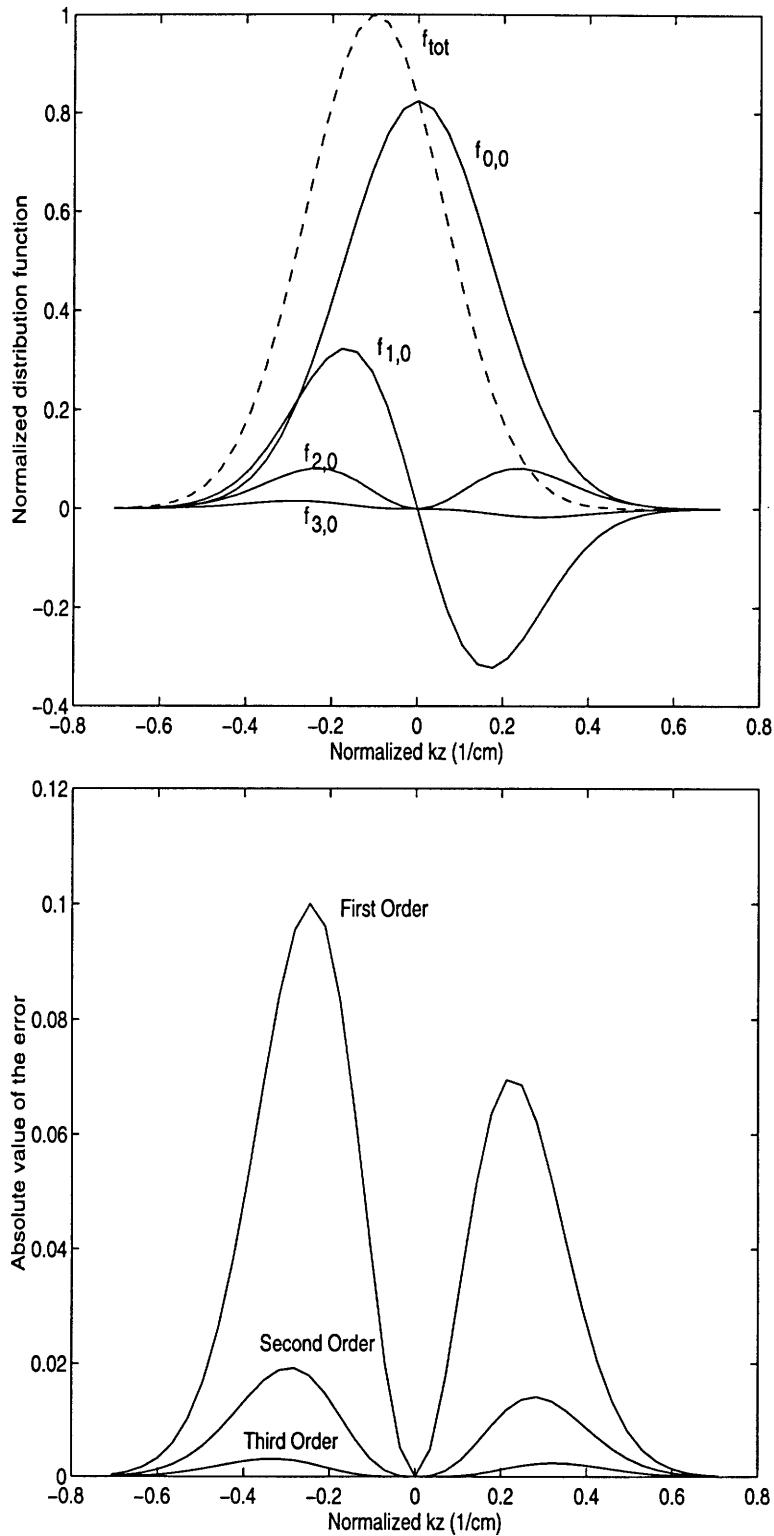 1
0.8
0.6
0.4
0.2
0
−0.2
−0.4
−0.8
−0.6
−0.4
−0.2
0
0.2
0.4
0.6
0.8
Normalized distribution function
Normalized kz (1/cm)
f_tot
f_0,0
f_1,0
f_2,0
f_3,0
0.12
0.1
0.08
0.06
0.04
0.02
0
−0.8
−0.6
−0.4
−0.2
0
0.2
0.4
0.6
0.8
Absolute value of the error
Normalized kz (1/cm)
First Order
Second Order
Third Order